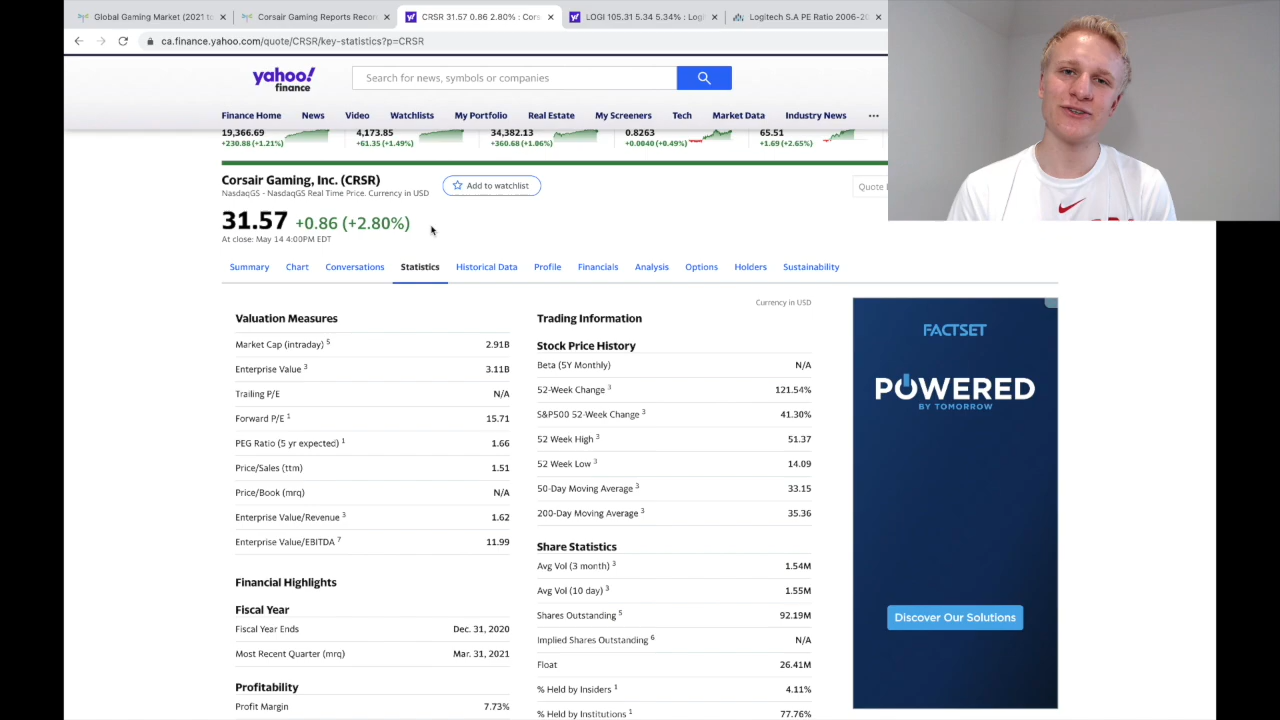 Global Gaming Market (2021 to
Corsair Gaming Reports Recor
CRSR 31.57 0.86 2.80% : Cors
LOGI 105.31 5.34 5.34% : Logi
Logitech S.A PE Ratio 2006-20
ca.finance.yahoo.com/quote/CRSR/key-statistics?p=CRSR
yahoo!
finance
Search for news, symbols or companies
Finance Home News Video Watchlists My Portfolio Real Estate My Screeners Tech Market Data Industry News
19,366.69 4,173.85 34,382.13 0.8263 65.51
+230.88 (+1.21%) +61.35 (+1.49%) +360.68 (+1.06%) +0.0040 (+0.49%) +1.69 (+2.65%)
Corsair Gaming, Inc. (CRSR)
NasdaqGS - NasdaqGS Real Time Price. Currency in USD
Add to watchlist
Quote
31.57 +0.86 (+2.80%)
At close: May 14 4:00PM EDT
Summary Chart Conversations Statistics Historical Data Profile Financials Analysis Options Holders Sustainability
Currency in USD
Valuation Measures
Market Cap (intraday) 5 2.91B
Enterprise Value 3 3.11B
Trailing P/E N/A
Forward P/E 1 15.71
PEG Ratio (5 yr expected) 1 1.66
Price/Sales (ttm) 1.51
Price/Book (mrq) N/A
Enterprise Value/Revenue 3 1.62
Enterprise Value/EBITDA 7 11.99
Financial Highlights
Fiscal Year
Fiscal Year Ends Dec. 31, 2020
Most Recent Quarter (mrq) Mar. 31, 2021
Profitability
Profit Margin 7.73%
Trading Information
Stock Price History
Beta (5Y Monthly) N/A
52-Week Change 3 121.54%
S&P500 52-Week Change 3 41.30%
52 Week High 3 51.37
52 Week Low 3 14.09
50-Day Moving Average 3 33.15
200-Day Moving Average 3 35.36
Share Statistics
Avg Vol (3 month) 3 1.54M
Avg Vol (10 day) 3 1.55M
Shares Outstanding 5 92.19M
Implied Shares Outstanding 6 N/A
Float 26.41M
% Held by Insiders 1 4.11%
% Held by Institutions 1 77.76%
FACTSET
POWERED
BY TOMORROW
Discover Our Solutions